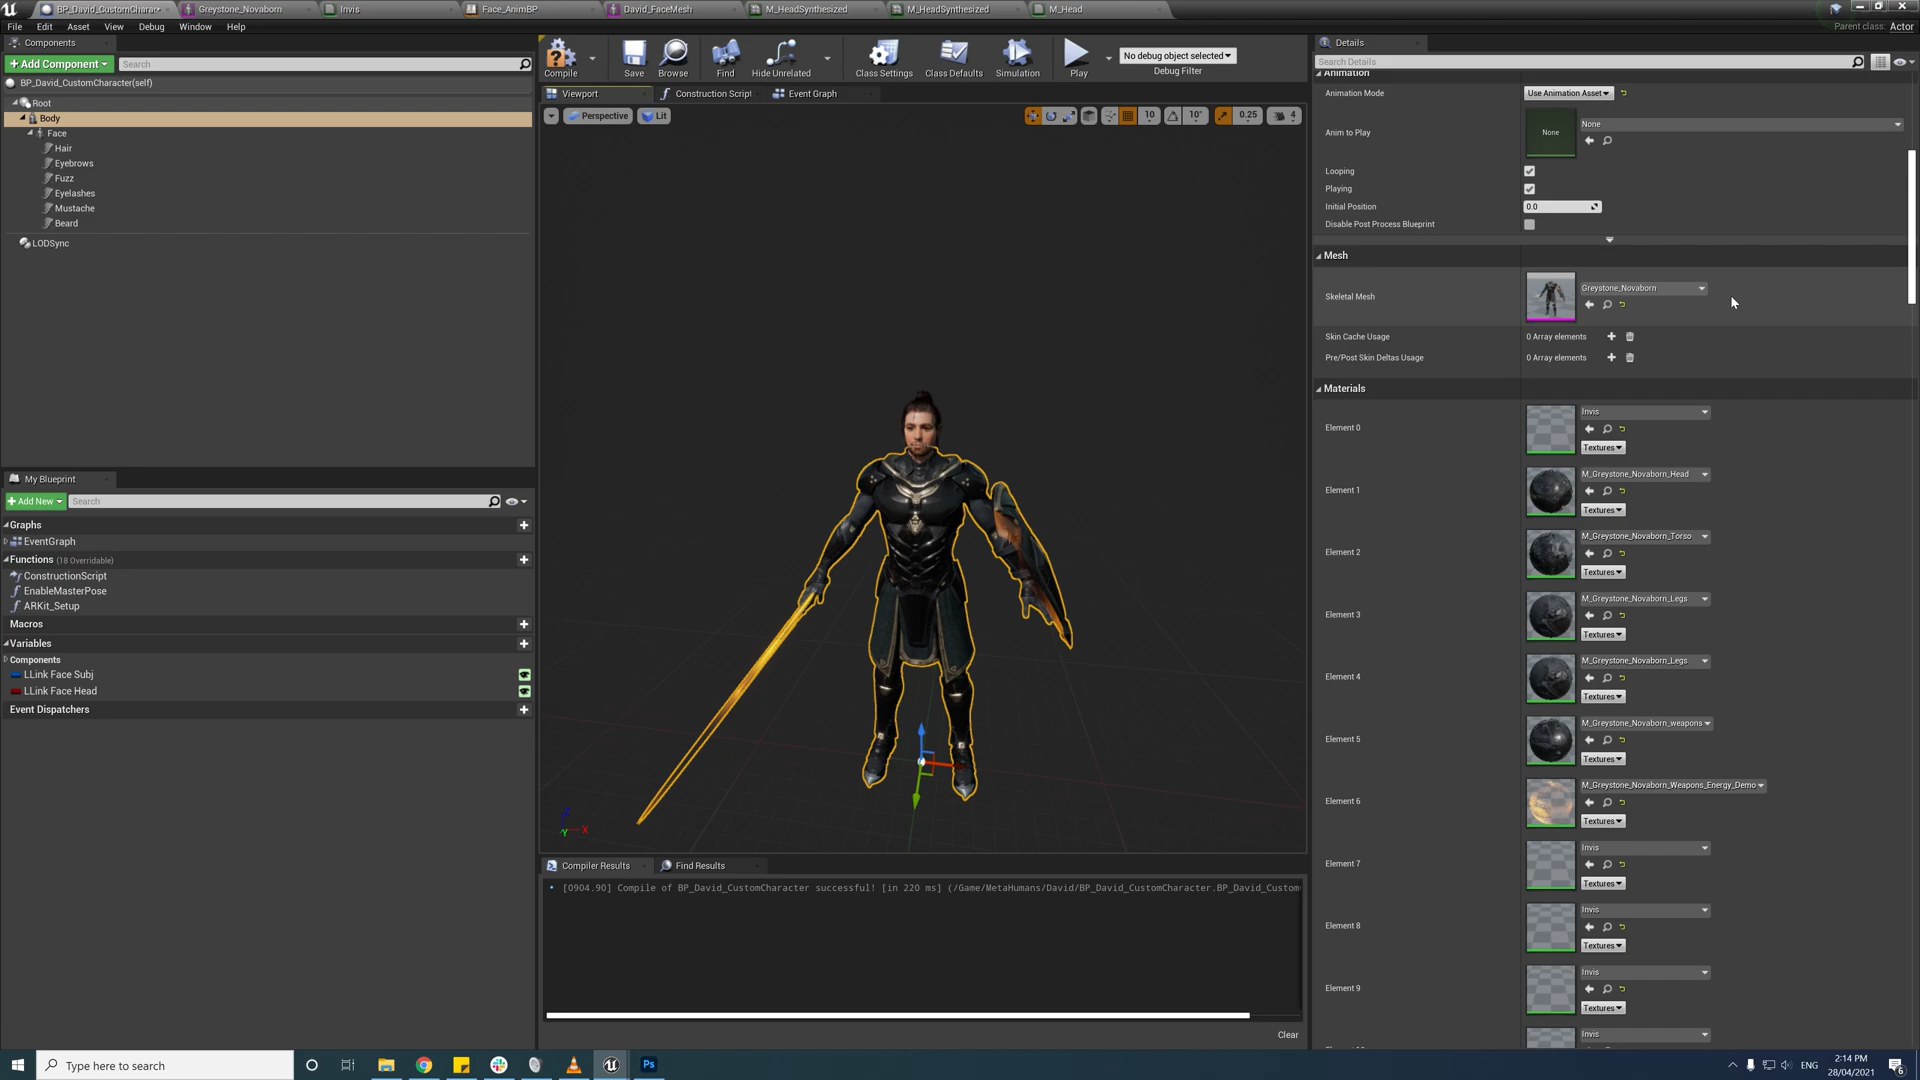 BP_David_CustomCharac
Greystone_Novaborn
Invis
Face_AnimBP
David_FaceMesh
M_HeadSynthesized
M_HeadSynthesized
M_Head
File Edit Asset View Debug Window Help
Parent class: Actor
Components
+ Add Component
Search
BP_David_CustomCharacter(self)
Root
Body
Face
Hair
Eyebrows
Fuzz
Eyelashes
Mustache
Beard
LODSync
My Blueprint
+ Add New
Search
Graphs
EventGraph
Functions (18 Overridable)
ConstructionScript
EnableMasterPose
ARKit_Setup
Macros
Variables
Components
LLink Face Subj
LLink Face Head
Event Dispatchers
Compile
Save
Browse
Find
Hide Unrelated
Class Settings
Class Defaults
Simulation
Play
No debug object selected
Debug Filter
Viewport
Construction Script
Event Graph
Perspective
Lit
10
10°
0.25
4
X
Y
Compiler Results
Find Results
[0904.90] Compile of BP_David_CustomCharacter successful! [in 220 ms] (/Game/MetaHumans/David/BP_David_CustomCharacter.BP_David_Custom
Clear
Details
Search Details
Animation
Animation Mode
Use Animation Asset
Anim to Play
None
None
Looping
Playing
Initial Position
0.0
Disable Post Process Blueprint
Mesh
Skeletal Mesh
Greystone_Novaborn
Skin Cache Usage
0 Array elements
Pre/Post Skin Deltas Usage
0 Array elements
Materials
Element 0
Invis
Textures
Element 1
M_Greystone_Novaborn_Head
Textures
Element 2
M_Greystone_Novaborn_Torso
Textures
Element 3
M_Greystone_Novaborn_Legs
Textures
Element 4
M_Greystone_Novaborn_Legs
Textures
Element 5
M_Greystone_Novaborn_weapons
Textures
Element 6
M_Greystone_Novaborn_Weapons_Energy_Demo
Textures
Element 7
Invis
Textures
Element 8
Invis
Textures
Element 9
Invis
Textures
Invis
Type here to search
Ps
ENG
2:14 PM
28/04/2021
6